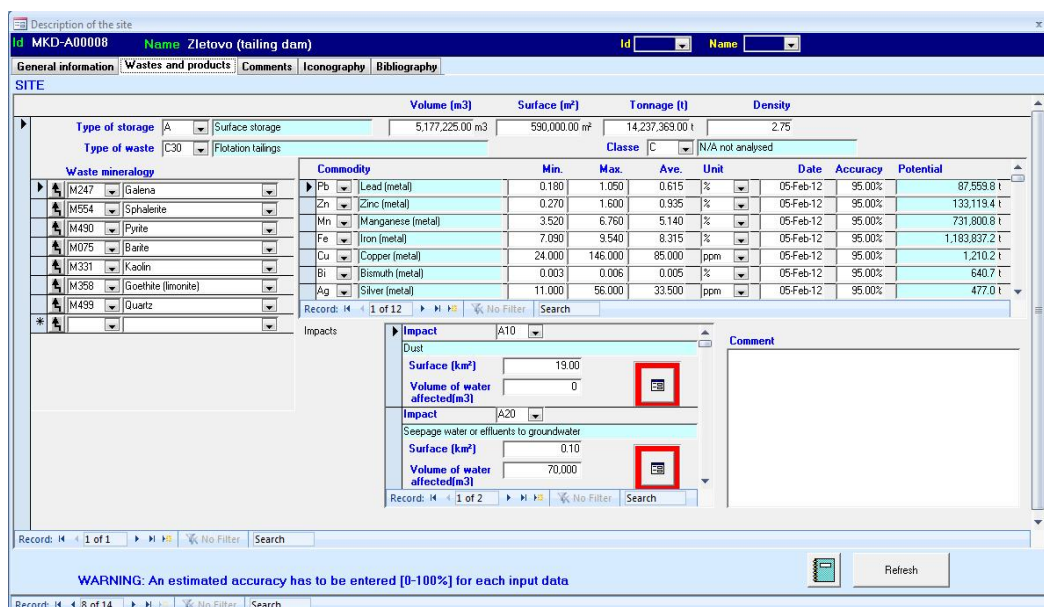 Description of the site
x
Id MKD-A00008 Name Zletovo (tailing dam) Id Name
General information Wastes and products Comments Iconography Bibliography
SITE
Volume (m3) Surface (m²) Tonnage (t) Density
Type of storage A Surface storage 5,177,225.00 m3 590,000.00 m² 14,237,369.00 t 2.75
Type of waste C30 Flotation tailings Classe C N/A not analysed
Waste mineralogy
M247 Galena
M554 Sphalerite
M490 Pyrite
M075 Barite
M331 Kaolin
M358 Goethite (limonite)
M499 Quartz
Commodity Min. Max. Ave. Unit Date Accuracy Potential
Pb Lead (metal) 0.180 1.050 0.615 % 05-Feb-12 95.00% 87,559.8 t
Zn Zinc (metal) 0.270 1.600 0.935 % 05-Feb-12 95.00% 133,119.4 t
Mn Manganese (metal) 3.520 6.760 5.140 % 05-Feb-12 95.00% 731,800.8 t
Fe Iron (metal) 7.090 9.540 8.315 % 05-Feb-12 95.00% 1,183,837.2 t
Cu Copper (metal) 24.000 146.000 85.000 ppm 05-Feb-12 95.00% 1,210.2 t
Bi Bismuth (metal) 0.003 0.006 0.005 % 05-Feb-12 95.00% 640.7 t
Ag Silver (metal) 11.000 56.000 33.500 ppm 05-Feb-12 95.00% 477.0 t
Record: 1 of 12 No Filter Search
Impacts
Impact A10
Dust
Surface (km²) 19.00
Volume of water 0
affected(m3)
Impact A20
Seepage water or effluents to groundwater
Surface (km²) 0.10
Volume of water 70,000
affected(m3)
Record: 1 of 2 No Filter Search
Comment
Record: 1 of 1 No Filter Search
WARNING: An estimated accuracy has to be entered [0-100%] for each input data
Refresh
Record: 8 of 14 No Filter Search